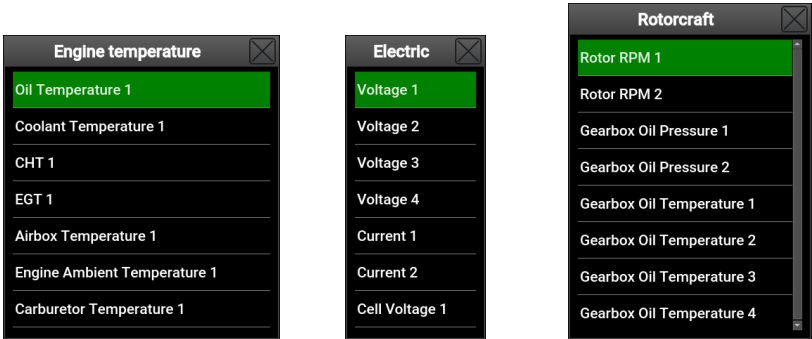 Engine temperature
Oil Temperature 1
Coolant Temperature 1
CHT 1
EGT 1
Airbox Temperature 1
Engine Ambient Temperature 1
Carburetor Temperature 1
Electric
Voltage 1
Voltage 2
Voltage 3
Voltage 4
Current 1
Current 2
Cell Voltage 1
Rotorcraft
Rotor RPM 1
Rotor RPM 2
Gearbox Oil Pressure 1
Gearbox Oil Pressure 2
Gearbox Oil Temperature 1
Gearbox Oil Temperature 2
Gearbox Oil Temperature 3
Gearbox Oil Temperature 4